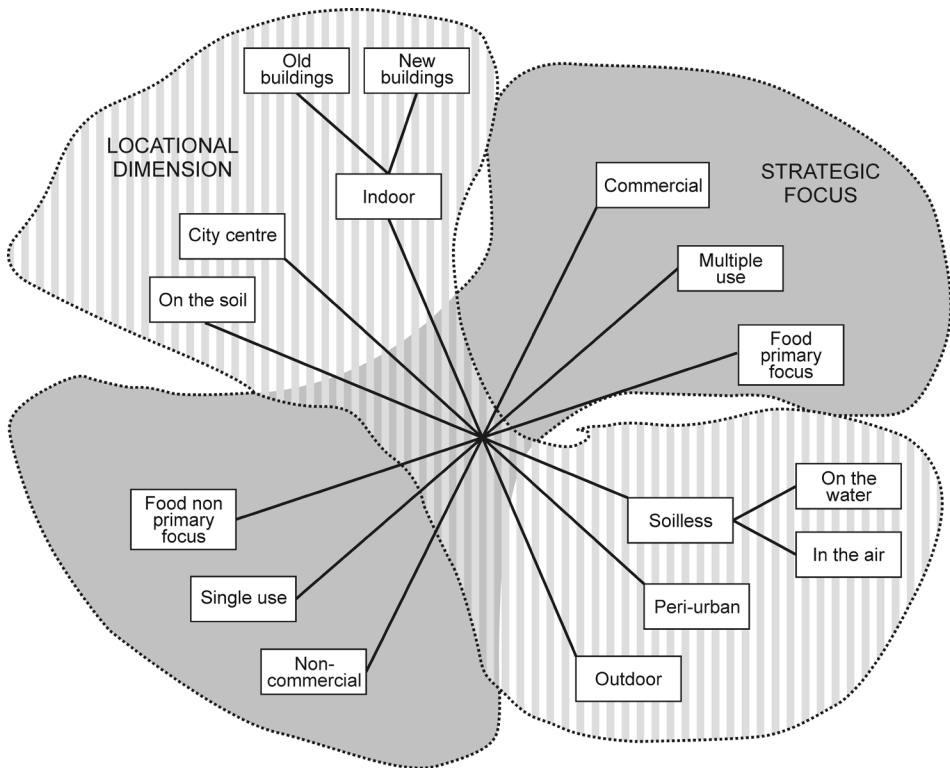 Old
buildings
New
buildings
LOCATIONAL
DIMENSION
Indoor
City centre
On the soil
Commercial
STRATEGIC
FOCUS
Multiple
use
Food
primary
focus
Food non
primary
focus
Single use
Non-
commercial
Soilless
On the
water
In the air
Peri-urban
Outdoor